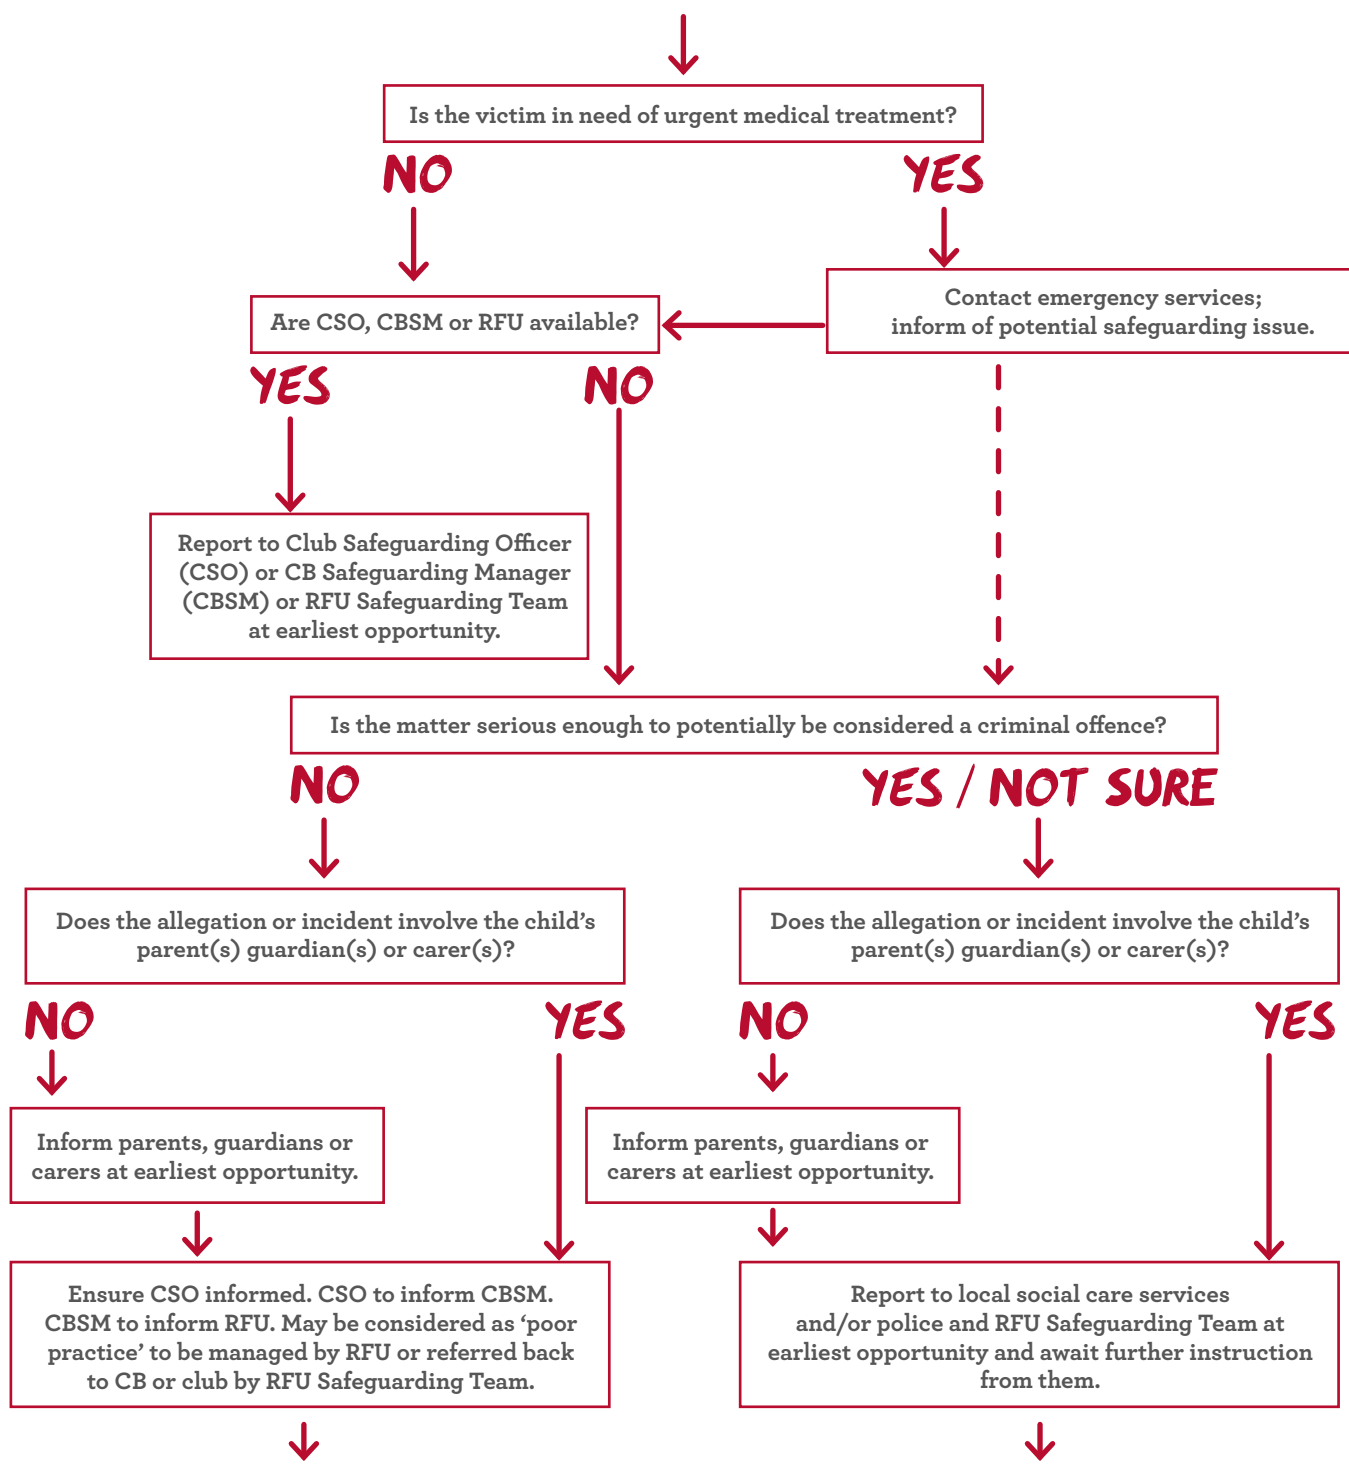 Is the victim in need of urgent medical treatment?
NO
YES
Contact emergency services;
inform of potential safeguarding issue.
Are CSO, CBSM or RFU available?
YES
NO
Report to Club Safeguarding Officer
(CSO) or CB Safeguarding Manager
(CBSM) or RFU Safeguarding Team
at earliest opportunity.
Is the matter serious enough to potentially be considered a criminal offence?
NO
YES / NOT SURE
Does the allegation or incident involve the child’s
parent(s) guardian(s) or carer(s)?
Does the allegation or incident involve the child’s
parent(s) guardian(s) or carer(s)?
NO
YES
NO
YES
Inform parents, guardians or
carers at earliest opportunity.
Inform parents, guardians or
carers at earliest opportunity.
Ensure CSO informed. CSO to inform CBSM.
CBSM to inform RFU. May be considered as ‘poor
practice’ to be managed by RFU or referred back
to CB or club by RFU Safeguarding Team.
Report to local social care services
and/or police and RFU Safeguarding Team at
earliest opportunity and await further instruction
from them.